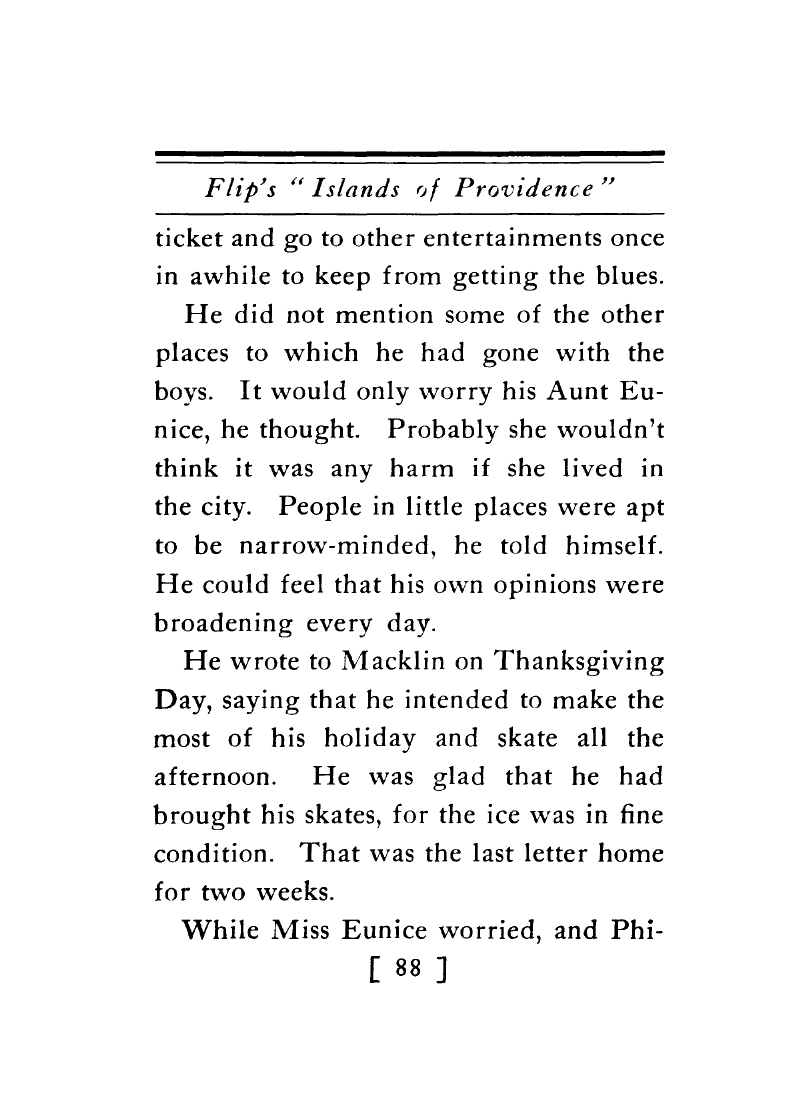 Flip's "Islands of Providence"
ticket and go to other entertainments once
in awhile to keep from getting the blues.
He did not mention some of the other
places to which he had gone with the
boys. It would only worry his Aunt Eu-
nice, he thought. Probably she wouldn't
think it was any harm if she lived in
the city. People in little places were apt
to be narrow-minded, he told himself.
He could feel that his own opinions were
broadening every day.
He wrote to Macklin on Thanksgiving
Day, saying that he intended to make the
most of his holiday and skate all the
afternoon. He was glad that he had
brought his skates, for the ice was in fine
condition. That was the last letter home
for two weeks.
While Miss Eunice worried, and Phi-
[ 88 ]